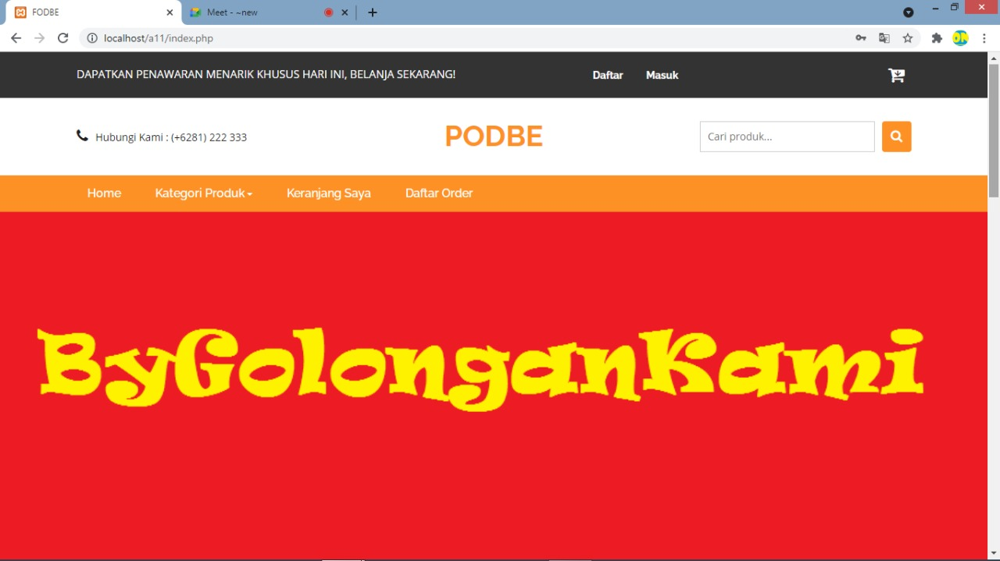 FODBE
Meet - ~new
localhost/a11/index.php
DAPATKAN PENAWARAN MENARIK KHUSUS HARI INI, BELANJA SEKARANG!
Daftar Masuk
Hubungi Kami : (+6281) 222 333
PODBE
Cari produk...
Home Kategori Produk Keranjang Saya Daftar Order
ByGolonganKami